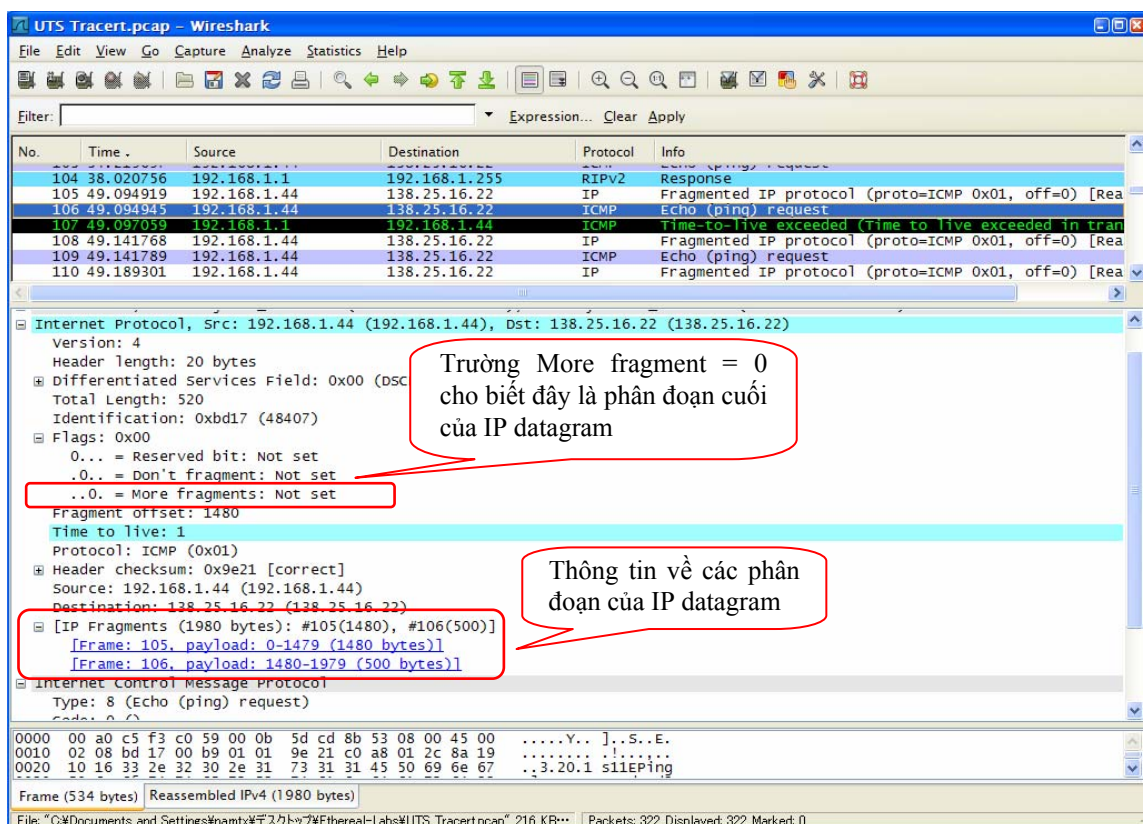 UTS Tracert.pcap - Wireshark
File Edit View Go Capture Analyze Statistics Help
Filter: Expression... Clear Apply
No. Time Source Destination Protocol Info
104 38.020756 192.168.1.1 192.168.1.255 RIPv2 Response
105 49.094919 192.168.1.44 138.25.16.22 IP Fragmented IP protocol (proto=ICMP 0x01, off=0) [Rea
106 49.094945 192.168.1.44 138.25.16.22 ICMP Echo (ping) request
107 49.097059 192.168.1.1 192.168.1.44 ICMP Time-to-live exceeded (Time to live exceeded in tran
108 49.141768 192.168.1.44 138.25.16.22 IP Fragmented IP protocol (proto=ICMP 0x01, off=0) [Rea
109 49.141789 192.168.1.44 138.25.16.22 ICMP Echo (ping) request
110 49.189301 192.168.1.44 138.25.16.22 IP Fragmented IP protocol (proto=ICMP 0x01, off=0) [Rea
Internet Protocol, Src: 192.168.1.44 (192.168.1.44), Dst: 138.25.16.22 (138.25.16.22)
Version: 4
Header length: 20 bytes
Differentiated Services Field: 0x00 (DSC
Total Length: 520
Identification: 0xbd17 (48407)
Flags: 0x00
0... = Reserved bit: Not set
.0.. = Don't fragment: Not set
..0. = More fragments: Not set
Trường More fragment = 0
cho biết đây là phân đoạn cuối
của IP datagram
Fragment offset: 1480
Time to live: 1
Protocol: ICMP (0x01)
Header checksum: 0x9e21 [correct]
Source: 192.168.1.44 (192.168.1.44)
Destination: 138.25.16.22 (138.25.16.22)
[IP Fragments (1980 bytes): #105(1480), #106(500)]
[Frame: 105, payload: 0-1479 (1480 bytes)]
[Frame: 106, payload: 1480-1979 (500 bytes)]
Thông tin về các phân
đoạn của IP datagram
Internet Control Message Protocol
Type: 8 (Echo (ping) request)
0000 00 a0 c5 f3 c0 59 00 0b 5d cd 8b 53 08 00 45 00 .....Y.. ]..S..E.
0010 02 08 bd 17 00 b9 01 01 9e 21 c0 a8 01 2c 8a 19 ........ .!...,..
0020 10 16 33 2e 32 30 2e 31 73 31 31 45 50 69 6e 67 ..3.20.1 s11EPing
Frame (534 bytes) Reassembled IPv4 (1980 bytes)
File: "C:¥Documents and Settings¥namtx¥デスクトップ¥Ethereal-Labs¥UTS Tracert.pcap" 216 KB… Packets: 322 Displayed: 322 Marked: 0